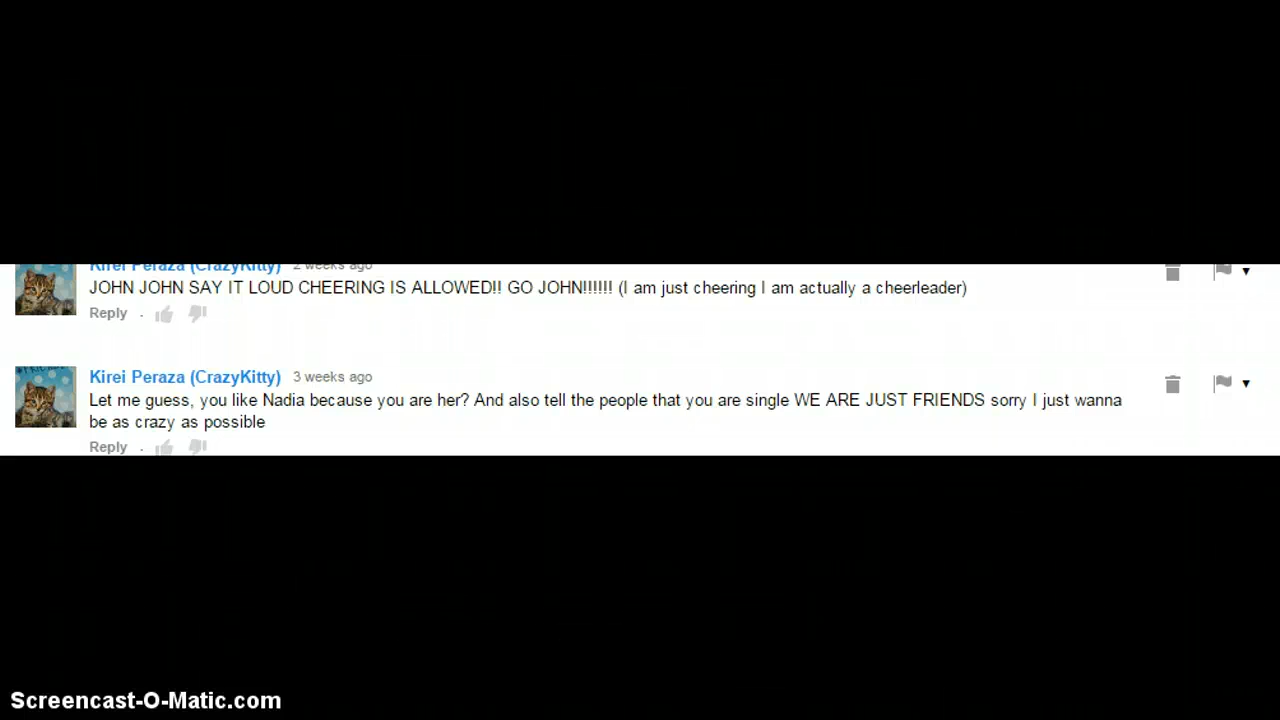 Kirei Peraza (CrazyKitty) 2 weeks ago
JOHN JOHN SAY IT LOUD CHEERING IS ALLOWED!! GO JOHN!!!!!! (I am just cheering I am actually a cheerleader)
Reply .
Kirei Peraza (CrazyKitty) 3 weeks ago
Let me guess, you like Nadia because you are her? And also tell the people that you are single WE ARE JUST FRIENDS sorry I just wanna
be as crazy as possible
Reply .
Screencast-O-Matic.com